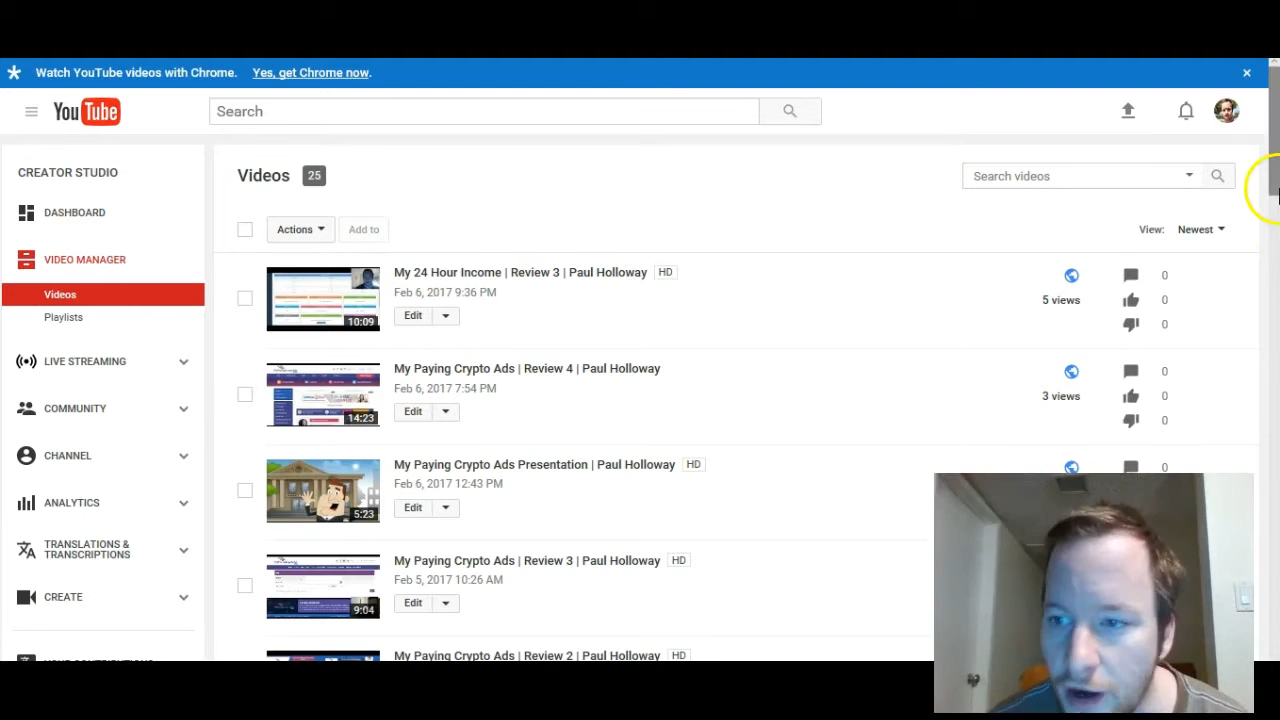 Watch YouTube videos with Chrome. Yes, get Chrome now.
YouTube
Search
CREATOR STUDIO
DASHBOARD
VIDEO MANAGER
Videos
Playlists
LIVE STREAMING
COMMUNITY
CHANNEL
ANALYTICS
TRANSLATIONS &
TRANSCRIPTIONS
CREATE
Videos 25
Search videos
Actions Add to
View: Newest
My 24 Hour Income | Review 3 | Paul Holloway HD
Feb 6, 2017 9:36 PM
Edit
10:09
5 views
0
0
0
My Paying Crypto Ads | Review 4 | Paul Holloway
Feb 6, 2017 7:54 PM
Edit
14:23
3 views
0
0
0
My Paying Crypto Ads Presentation | Paul Holloway HD
Feb 6, 2017 12:43 PM
Edit
5:23
0
My Paying Crypto Ads | Review 3 | Paul Holloway HD
Feb 5, 2017 10:26 AM
Edit
9:04
My Paying Crypto Ads | Review 2 | Paul Holloway HD